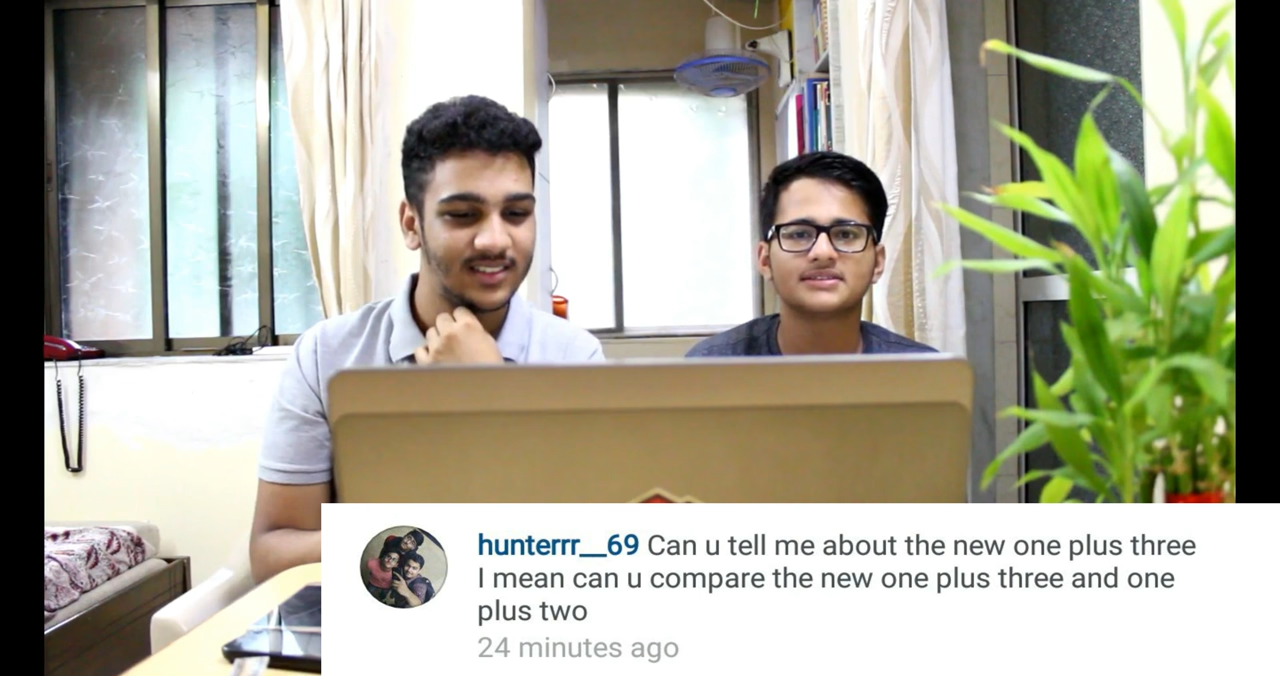 hunterrr__69 Can u tell me about the new one plus three
I mean can u compare the new one plus three and one
plus two
24 minutes ago